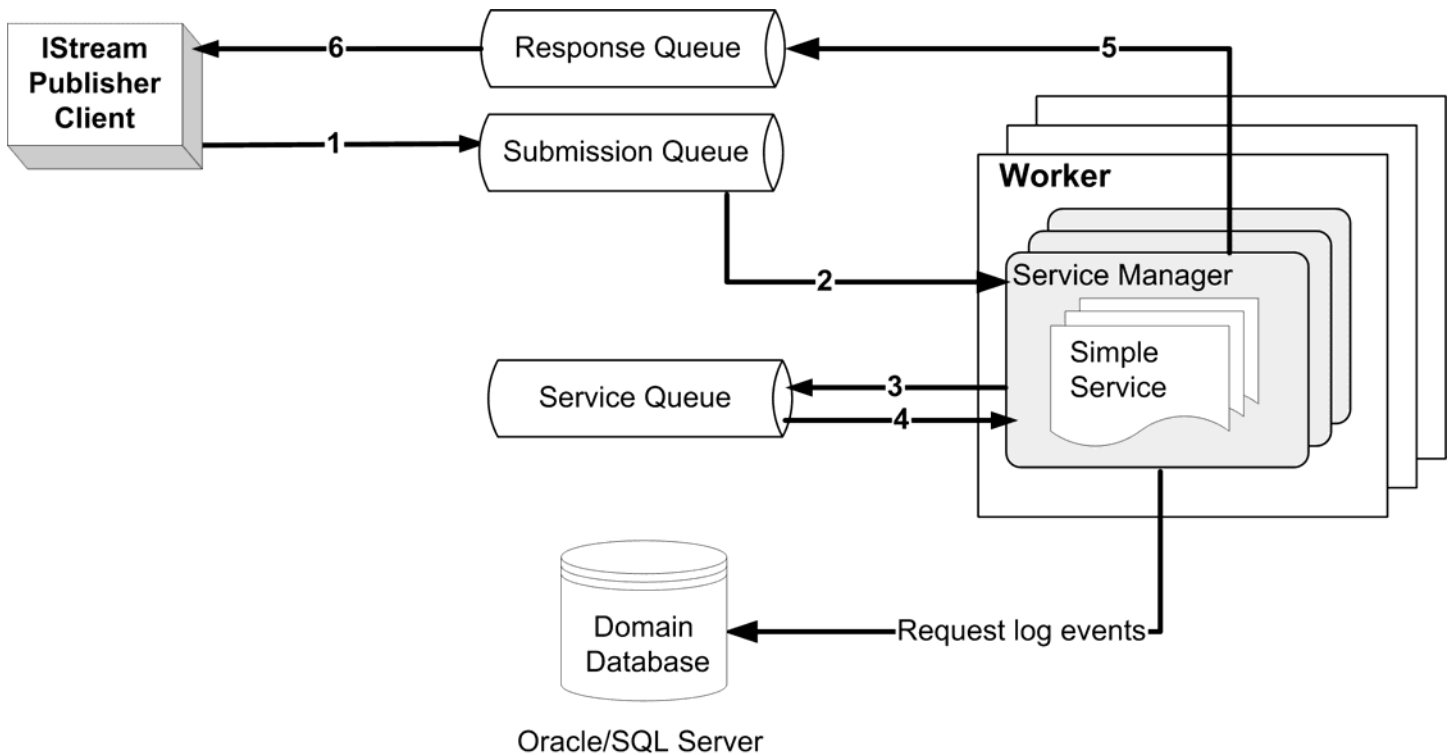 IStream
Publisher
Client
6
Response Queue
5
1
Submission Queue
Worker
2
Service Manager
Simple
Service
Service Queue
3
4
Domain
Database
Request log events
Oracle/SQL Server